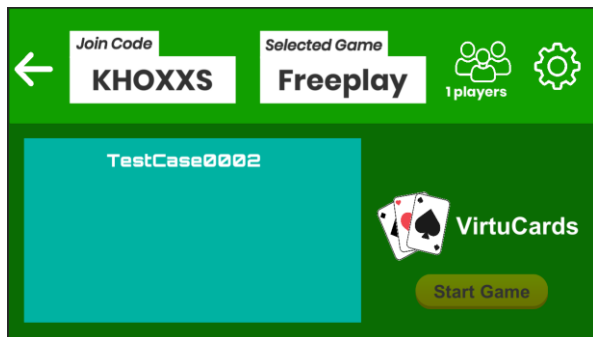 Join Code
KHOXXS
Selected Game
Freeplay
1 players
TestCase0002
VirtuCards
Start Game